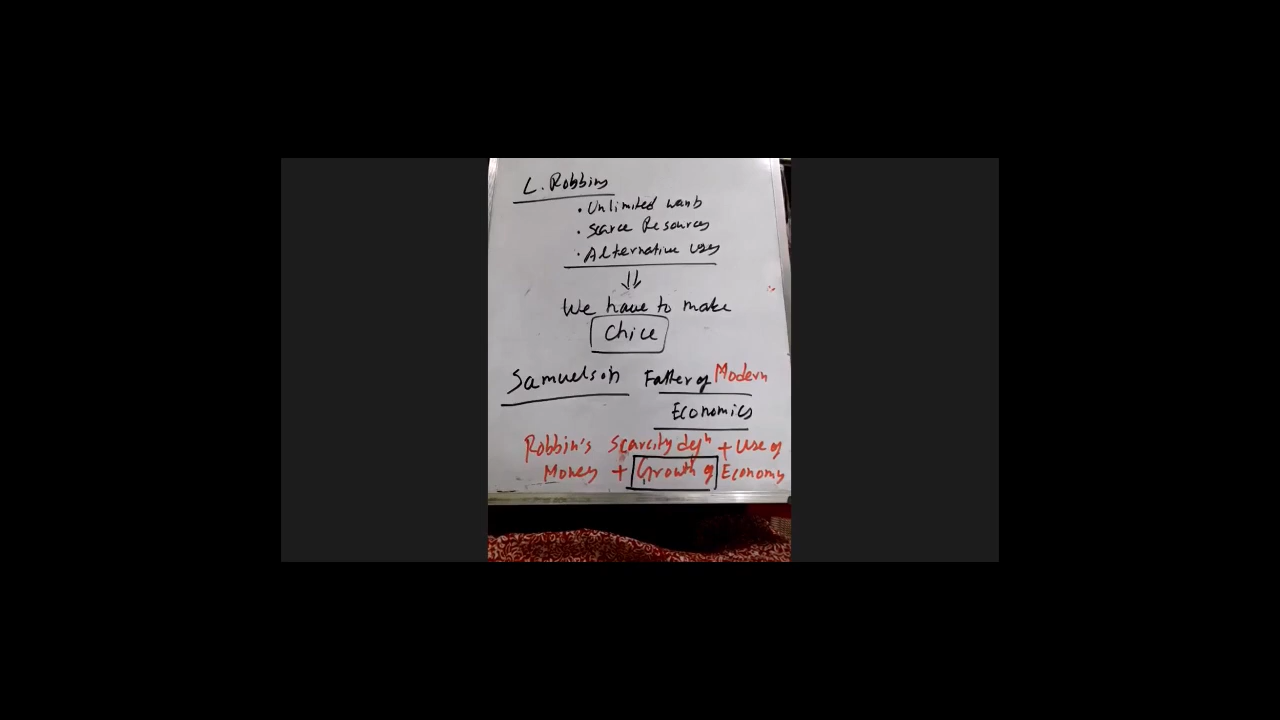 L. Robbins
• Unlimited wants
• Scarce Resources
• Alternative uses
⇓
We have to make
Chice
Samuelson Father of Modern
Economics
Robbin's Scarcity defⁿ + Use of
Money + Growth of Economy